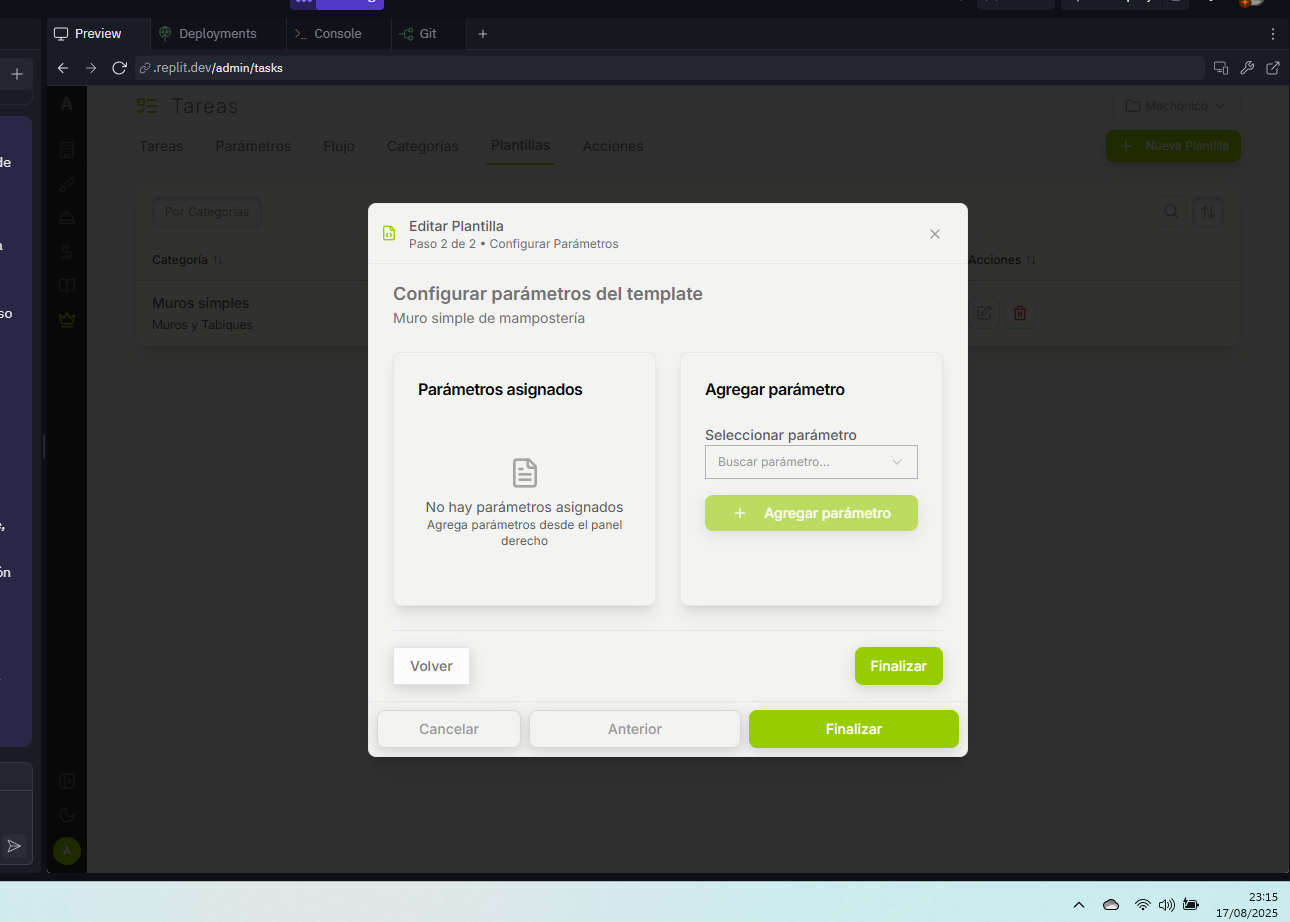 Preview
Deployments
Console
Git
.replit.dev/admin/tasks
A
Tareas
Machónico
Tareas
Parámetros
Flujo
Categorías
Plantillas
Acciones
Nueva Plantilla
Por Categorías
Categoría
Acciones
Muros simples
Muros y Tabiques
Editar Plantilla
Paso 2 de 2 • Configurar Parámetros
Configurar parámetros del template
Muro simple de mampostería
Parámetros asignados
No hay parámetros asignados
Agrega parámetros desde el panel
derecho
Agregar parámetro
Seleccionar parámetro
Buscar parámetro...
Agregar parámetro
Volver
Finalizar
Cancelar
Anterior
Finalizar
A
23:15
17/08/2025